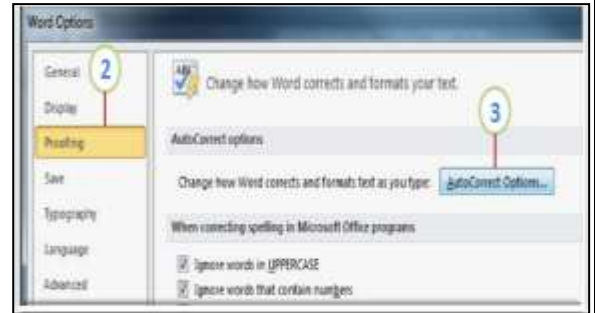 Word Options
General
2
Display
Proofing
Save
Typography
Language
Advanced
ABC
Change how Word corrects and formats your text.
3
AutoCorrect options
Change how Word corrects and formats text as you type:
AutoCorrect Options...
When correcting spelling in Microsoft Office programs
Ignore words in UPPERCASE
Ignore words that contain numbers